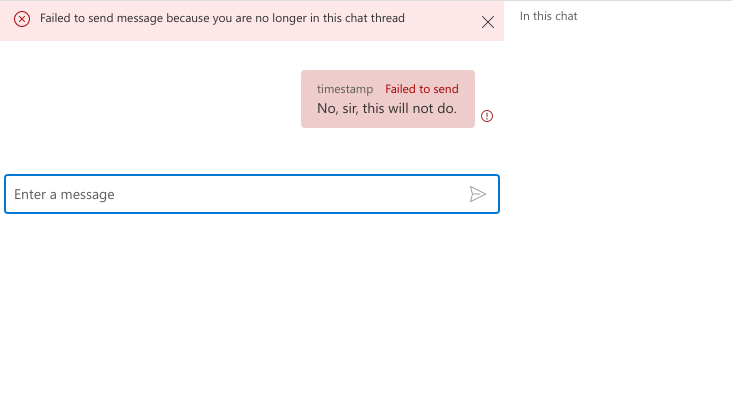 Failed to send message because you are no longer in this chat thread
In this chat
timestamp Failed to send
No, sir, this will not do.
Enter a message